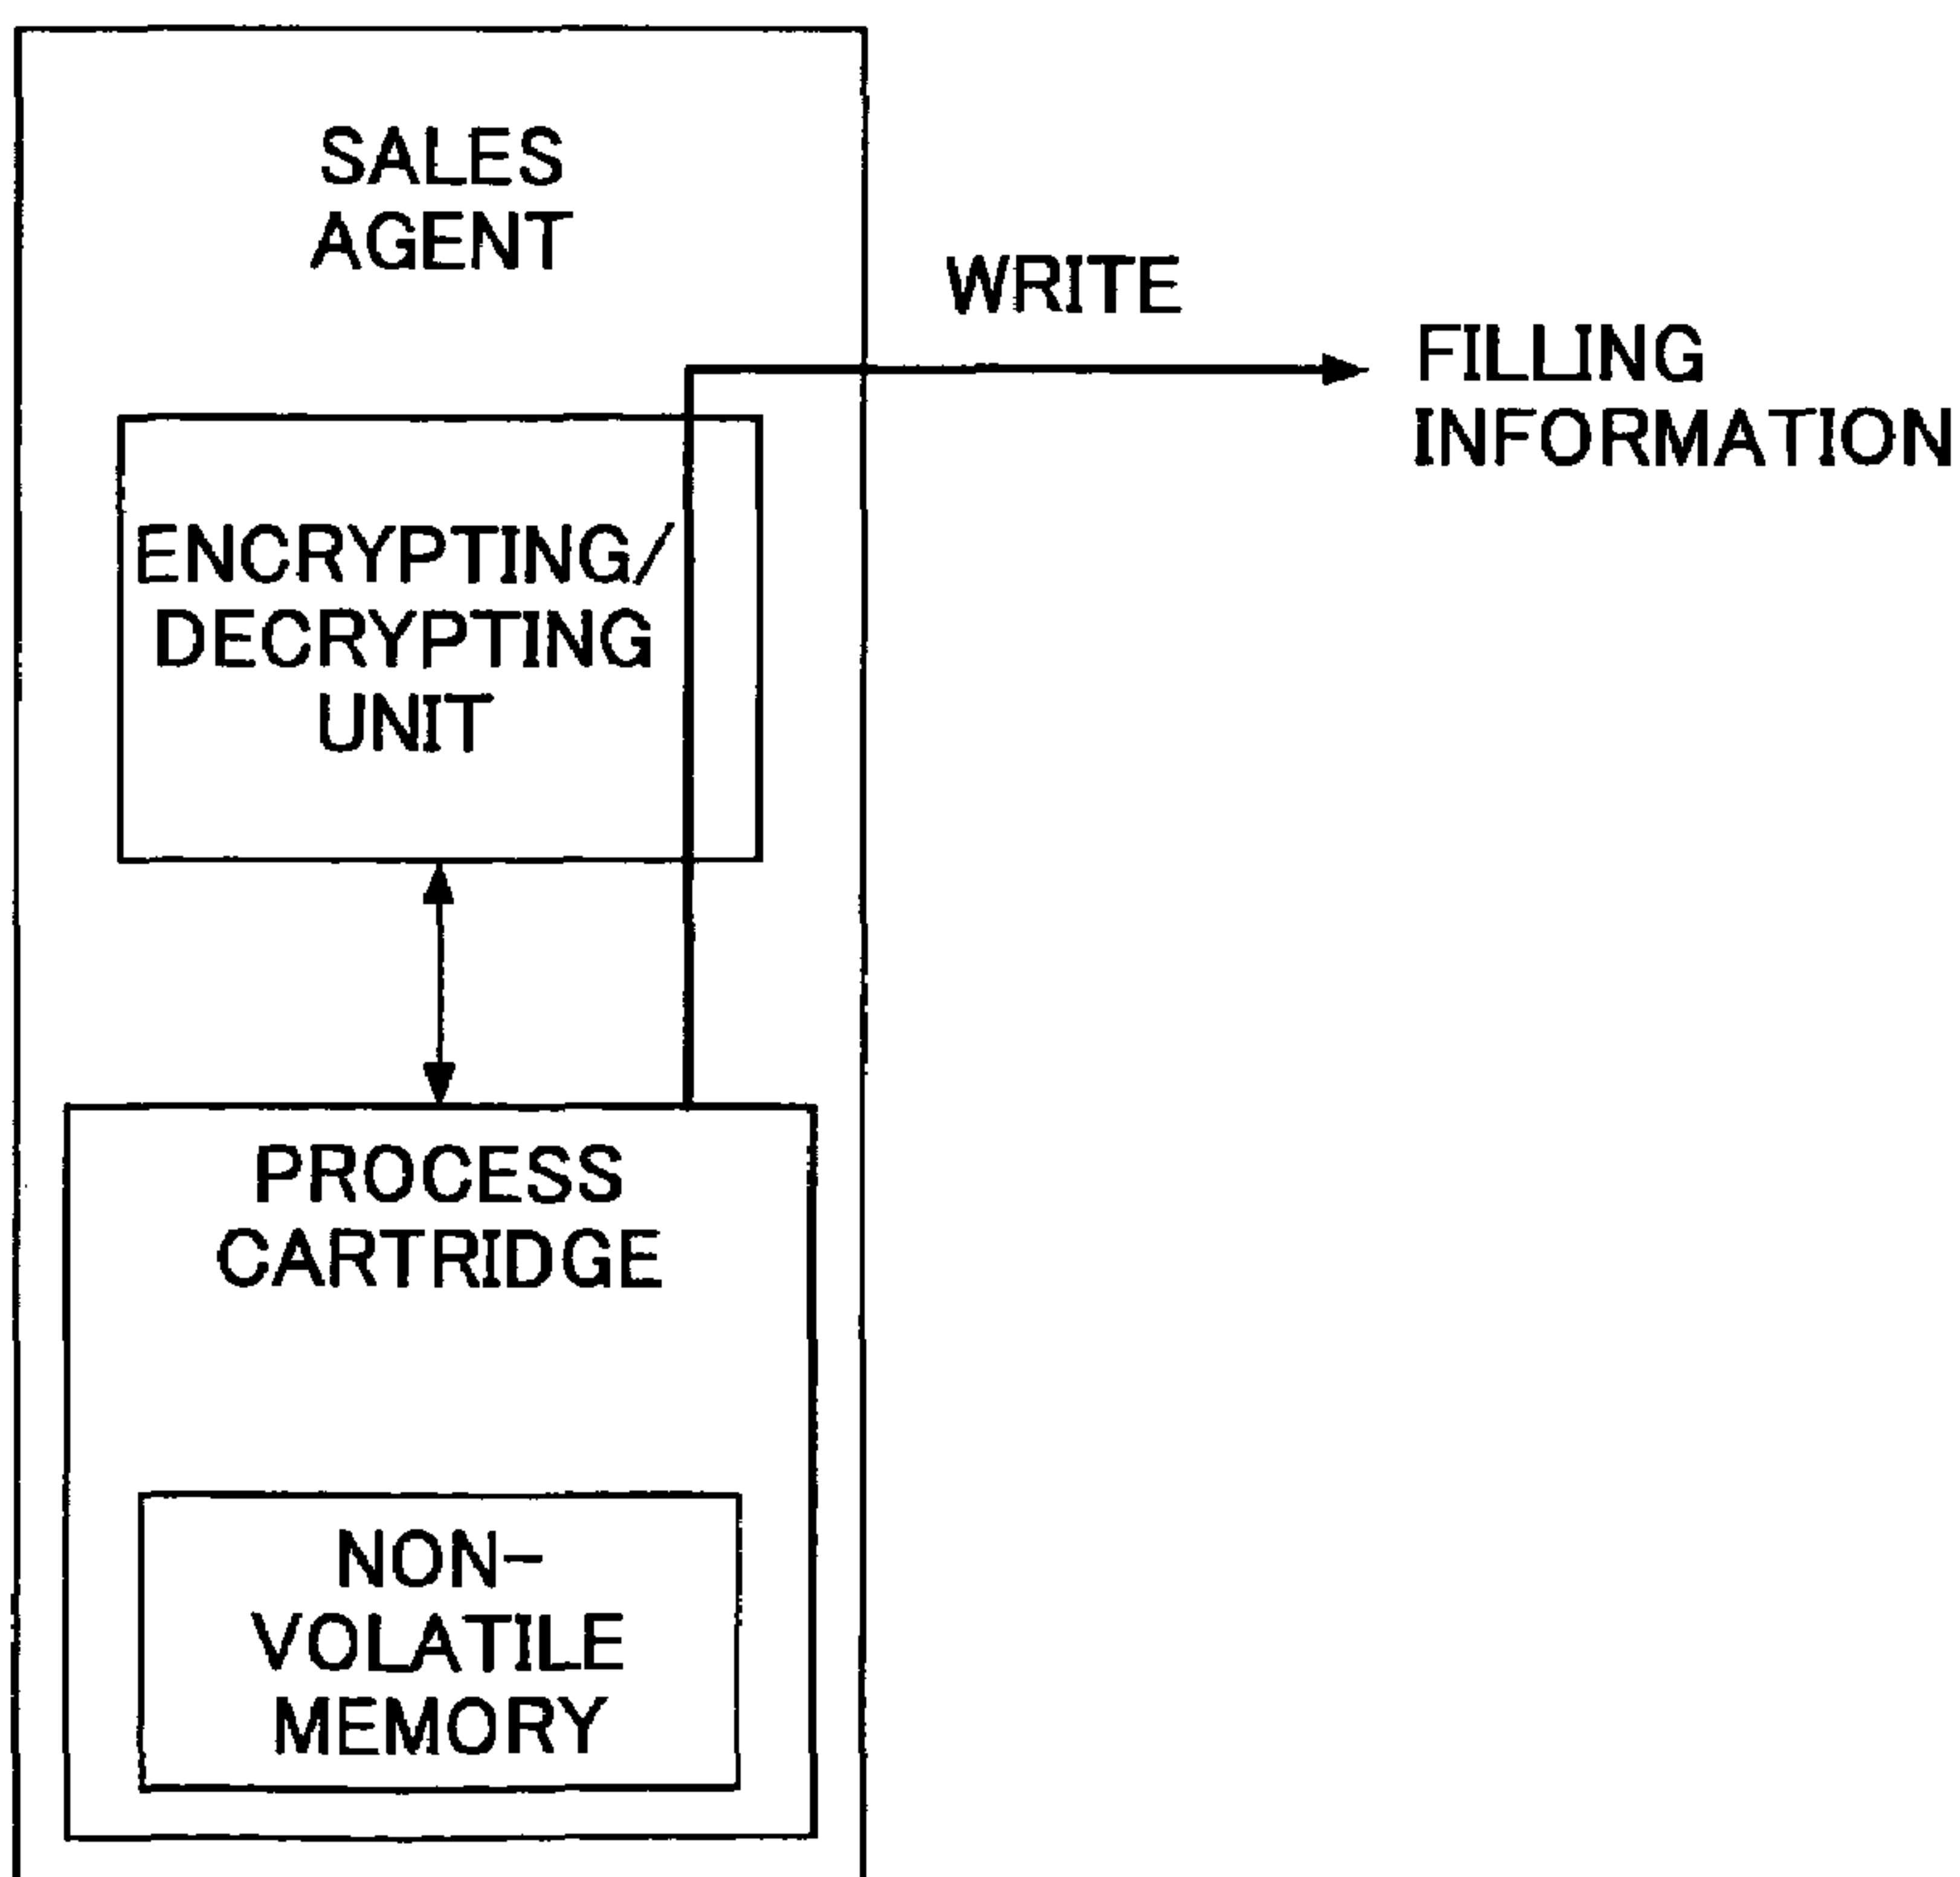 SALES
AGENT
WRITE
FILLING
INFORMATION
ENCRYPTING/
DECRYPTING
UNIT
PROCESS
CARTRIDGE
NON-
VOLATILE
MEMORY